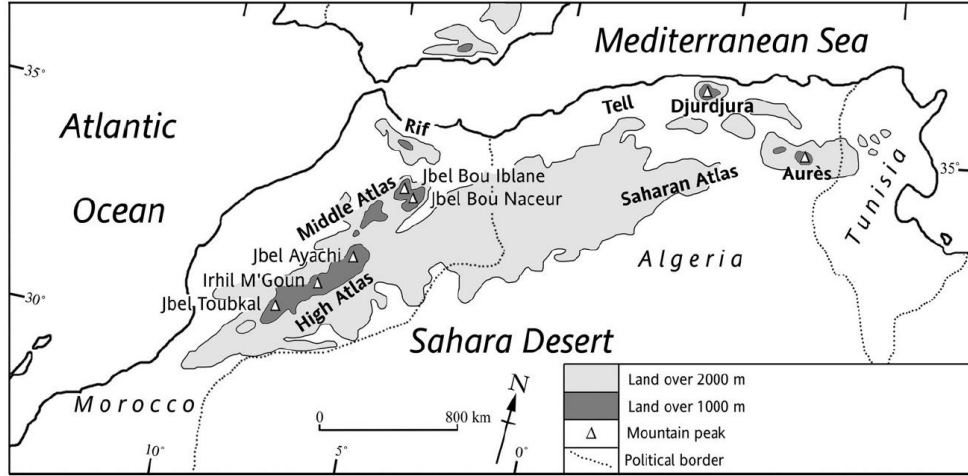 Mediterranean Sea
35°
Atlantic
Ocean
Tell
Djurdjura
Rif
Jbel Bou Iblane
Jbel Bou Naceur
Middle Atlas
Saharan Atlas
Aurès
35°
Tunisia
Jbel Ayachi
Irhil M'Goun
Jbel Toubkal
High Atlas
Algeria
30°
Sahara Desert
Morocco
N
0 800 km
10°
5°
0°
Land over 2000 m
Land over 1000 m
Mountain peak
Political border